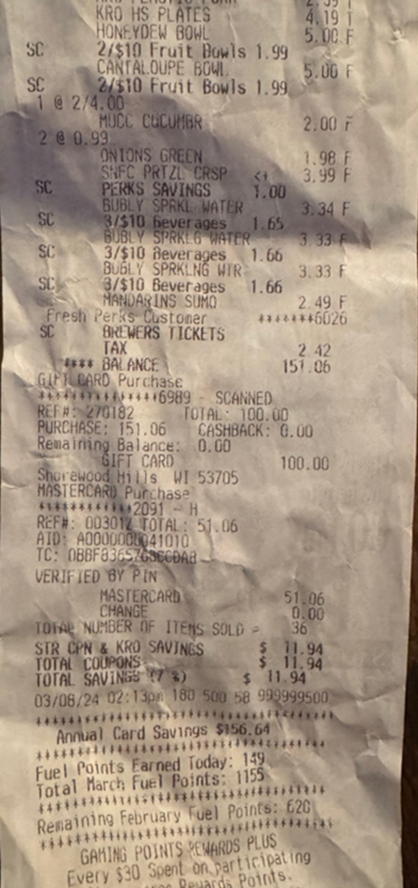 2.59 T
KRO HS PLATES 4.19 T
HONEYDEW BOWL 5.00 F
SC 2/$10 Fruit Bowls 1.99
CANTALOUPE BOWL 5.00 F
SC 2/$10 Fruit Bowls 1.99
1 @ 2/4.00
MUCC CUCUMBR 2.00 F
2 @ 0.99
ONIONS GREEN 1.98 F
SNFC PRTZL CRSP <+ 3.99 F
SC PERKS SAVINGS 1.00
BUBLY SPRKL WATER 3.34 F
SC 3/$10 Beverages 1.65
BUBLY SPRKLG WATER 3.33 F
SC 3/$10 Beverages 1.66
BUBLY SPRKLNG WTR 3.33 F
SC 3/$10 Beverages 1.66
MANDARINS SUMO 2.49 F
Fresh Perks Customer *******6026
SC BREWERS TICKETS
TAX 2.42
**** BALANCE 151.06
GIFT CARD Purchase
***************6989 - SCANNED
REF#: 270182 TOTAL: 100.00
PURCHASE: 151.06 CASHBACK: 0.00
Remaining Balance: 0.00
GIFT CARD 100.00
Shorewood Hills WI 53705
MASTERCARD Purchase
************2091 - H
REF#: 003012 TOTAL: 51.06
AID: A0000000041010
TC:
VERIFIED BY PIN
MASTERCARD 51.06
CHANGE 0.00
TOTAL NUMBER OF ITEMS SOLD = 36
STR CPN & KRO SAVINGS $ 11.94
TOTAL COUPONS $ 11.94
TOTAL SAVINGS (7 %) $ 11.94
03/08/24 02:13pm 180 500 58 999999500
************************************
Annual Card Savings $156.64
************************************
Fuel Points Earned Today: 149
Total March Fuel Points: 1155
************************************
Remaining February Fuel Points: 620
************************************
GAMING POINTS REWARDS PLUS
Every $30 Spent on participating
Rewards Points.